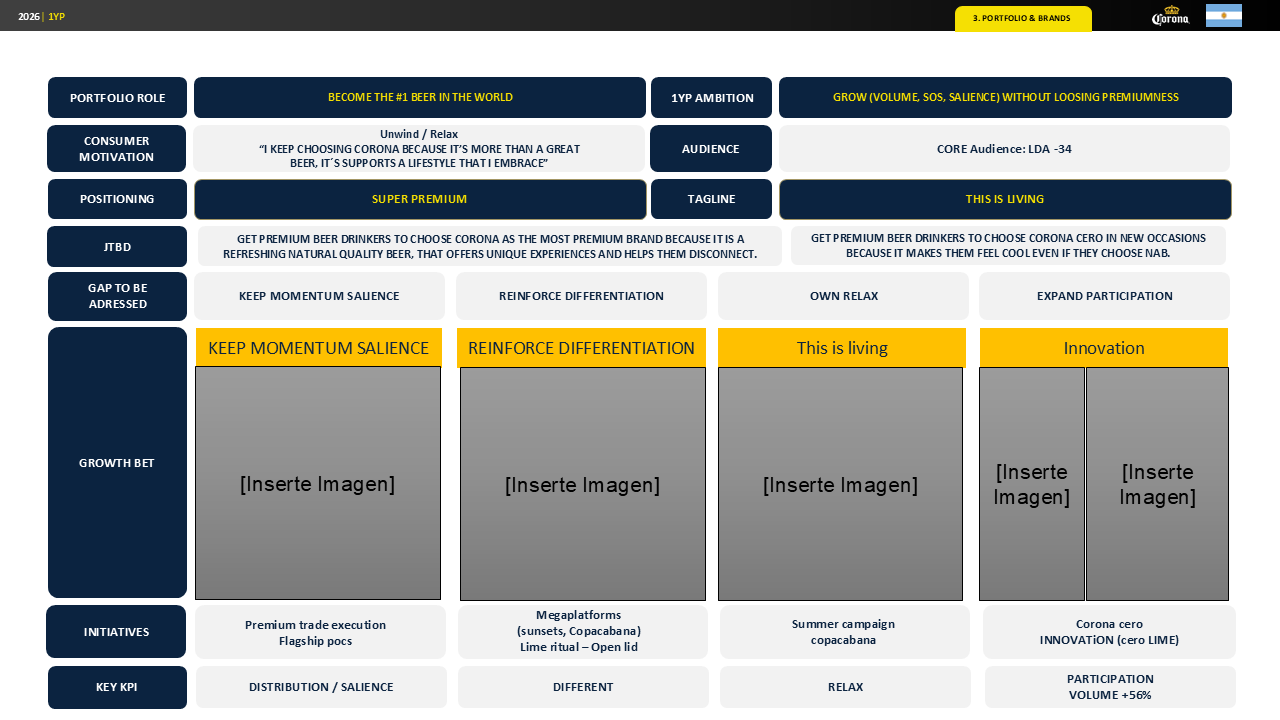 2026| 1YP
3. PORTFOLIO & BRANDS
Corona
PORTFOLIO ROLE
BECOME THE #1 BEER IN THE WORLD
1YP AMBITION
GROW (VOLUME, SOS, SALIENCE) WITHOUT LOOSING PREMIUMNESS
CONSUMER
MOTIVATION
Unwind / Relax
“I KEEP CHOOSING CORONA BECAUSE IT’S MORE THAN A GREAT
BEER, IT´S SUPPORTS A LIFESTYLE THAT I EMBRACE”
AUDIENCE
CORE Audience: LDA -34
POSITIONING
SUPER PREMIUM
TAGLINE
THIS IS LIVING
JTBD
GET PREMIUM BEER DRINKERS TO CHOOSE CORONA AS THE MOST PREMIUM BRAND BECAUSE IT IS A
REFRESHING NATURAL QUALITY BEER, THAT OFFERS UNIQUE EXPERIENCES AND HELPS THEM DISCONNECT.
GET PREMIUM BEER DRINKERS TO CHOOSE CORONA CERO IN NEW OCCASIONS
BECAUSE IT MAKES THEM FEEL COOL EVEN IF THEY CHOOSE NAB.
GAP TO BE
ADRESSED
KEEP MOMENTUM SALIENCE
REINFORCE DIFFERENTIATION
OWN RELAX
EXPAND PARTICIPATION
GROWTH BET
KEEP MOMENTUM SALIENCE
REINFORCE DIFFERENTIATION
This is living
Innovation
[Inserte Imagen]
[Inserte Imagen]
[Inserte Imagen]
[Inserte
Imagen]
[Inserte
Imagen]
INITIATIVES
Premium trade execution
Flagship pocs
Megaplatforms
(sunsets, Copacabana)
Lime ritual – Open lid
Summer campaign
copacabana
Corona cero
INNOVATiON (cero LIME)
KEY KPI
DISTRIBUTION / SALIENCE
DIFFERENT
RELAX
PARTICIPATION
VOLUME +56%